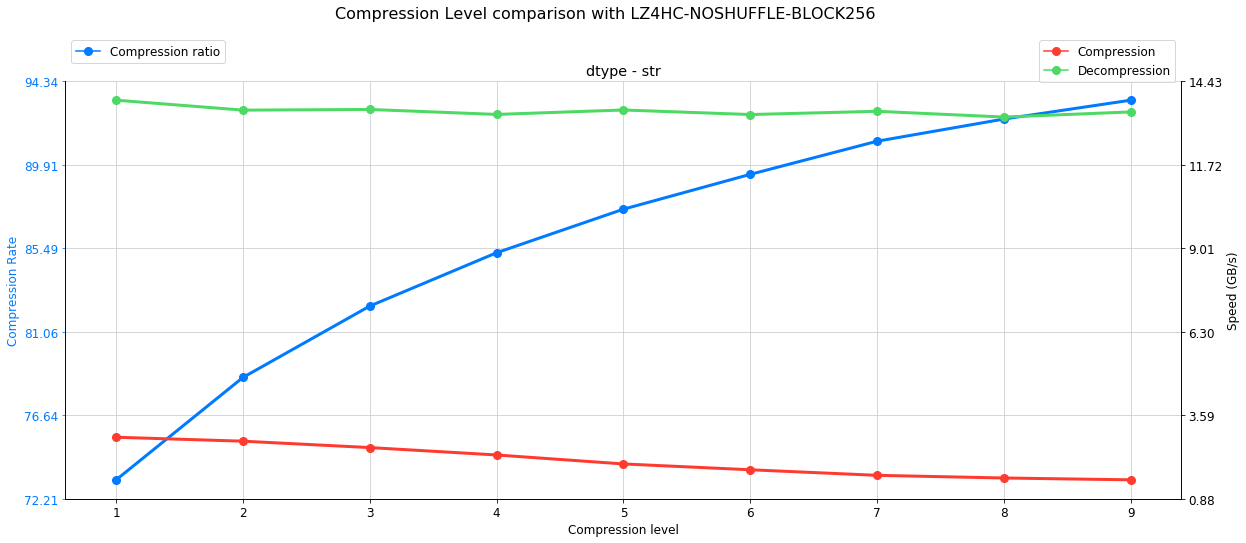 Compression Level comparison with LZ4HC-NOSHUFFLE-BLOCK256
Compression ratio
Compression
Decompression
dtype - str
94.34
89.91
85.49
81.06
76.64
72.21
Compression Rate
14.43
11.72
9.01
6.30
3.59
0.88
Speed (GB/s)
1 2 3 4 5 6 7 8 9
Compression level